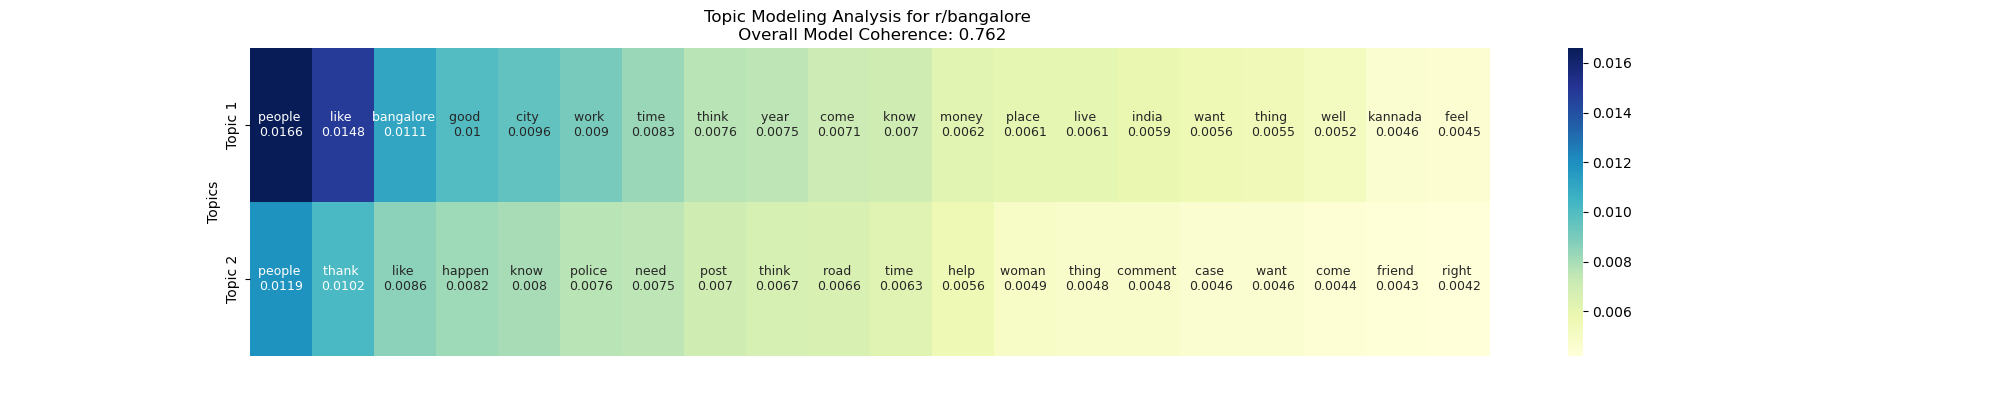 Topic Modeling Analysis for r/bangalore
Overall Model Coherence: 0.762
Topics
Topic 1
people like bangalore good city work time think year come know money place live india want thing well kannada feel
0.0166 0.0148 0.0111 0.01 0.0096 0.009 0.0083 0.0076 0.0075 0.0071 0.007 0.0062 0.0061 0.0061 0.0059 0.0056 0.0055 0.0052 0.0046 0.0045
Topic 2
people thank like happen know police need post think road time help woman thing comment case want come friend right
0.0119 0.0102 0.0086 0.0082 0.008 0.0076 0.0075 0.007 0.0067 0.0066 0.0063 0.0056 0.0049 0.0048 0.0048 0.0046 0.0046 0.0044 0.0043 0.0042
0.016
0.014
0.012
0.010
0.008
0.006